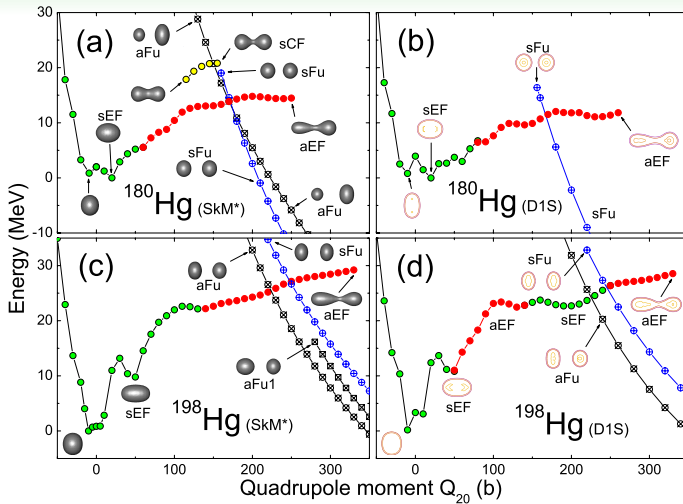 (a)
aFu
sCF
sFu
sEF
sFu
aEF
aFu
180Hg (SkM*)
30
20
10
0
-10
(b)
sFu
sEF
aEF
180Hg (D1S)
sFu
(c)
aFu
sFu
aEF
aFu1
sEF
198Hg (SkM*)
30
20
10
0
0 100 200 300
(d)
sFu
aEF
sEF
aEF
aFu
sEF
198Hg (D1S)
0 100 200 300
Energy (MeV)
Quadrupole moment Q20 (b)